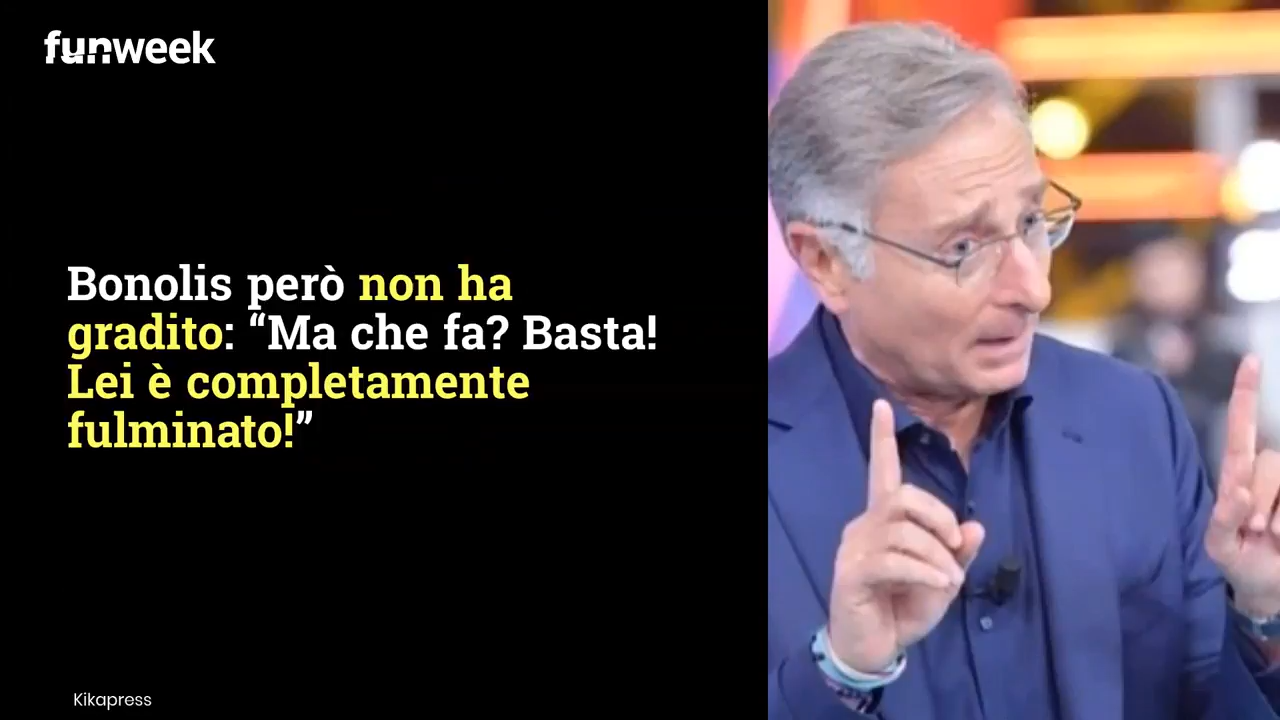 funweek
Bonolis però non ha
gradito: “Ma che fa? Basta!
Lei è completamente
fulminato!”
Kikapress